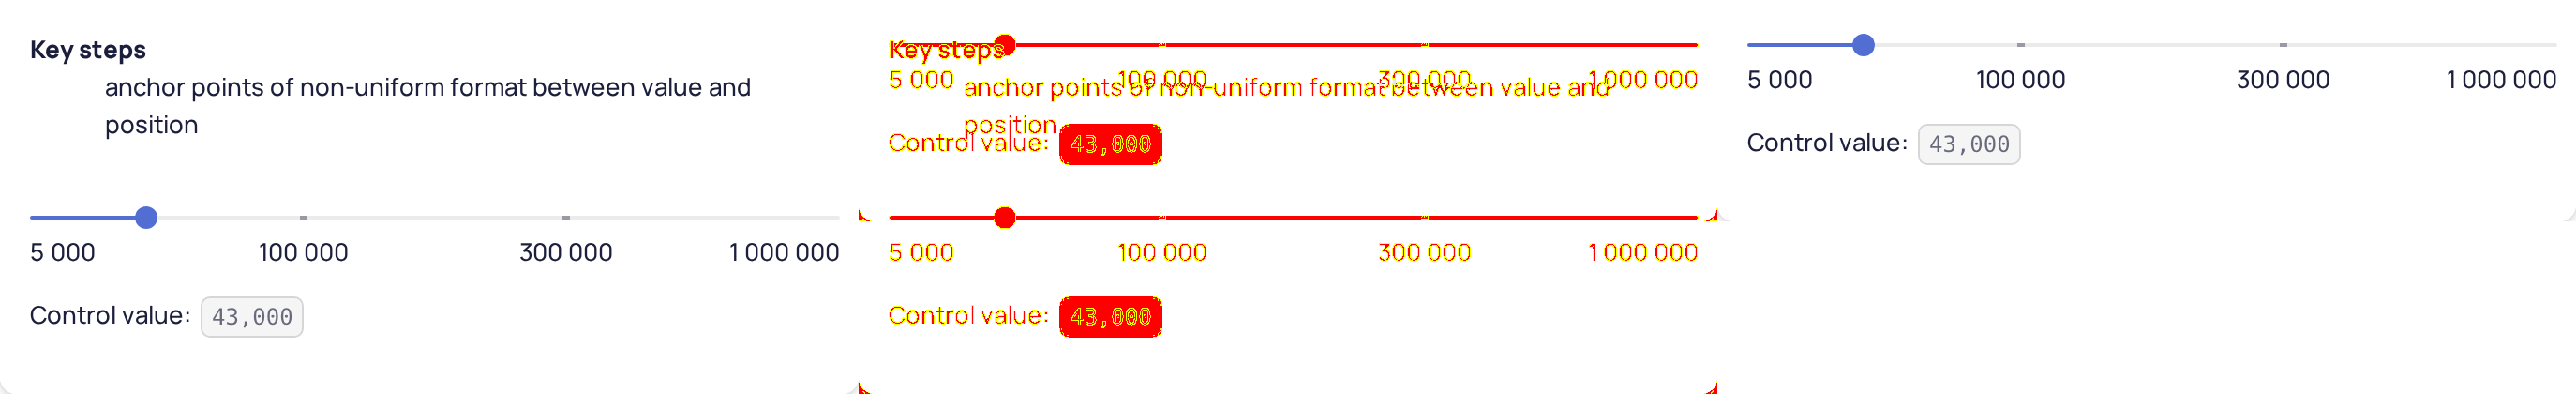 Key steps
anchor points of non-uniform format between value and
position
5 000 100 000 300 000 1 000 000
Control value: 43,000
Key steps
5 000 100 000 300 000 1 000 000
anchor points of non-uniform format between value and
position
Control value: 43,000
5 000 100 000 300 000 1 000 000
Control value: 43,000
5 000 100 000 300 000 1 000 000
Control value: 43,000